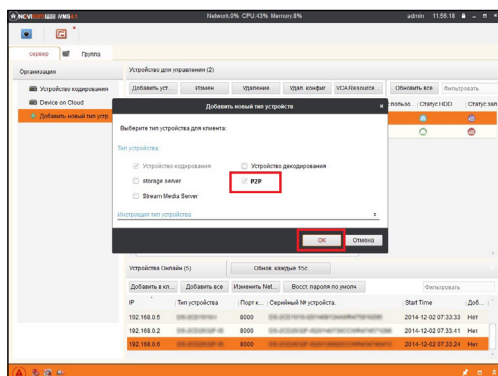 NOVIcam iVMS 4.1 Network:0% CPU:43% Memory:8% admin 11:56:18
сервер Группа
Организация Устройство для управления (2)
Устройство кодирования
Device on Cloud
Добавить новый тип устр...
Добавить уст... Измен Удаление Удал. конфиг VCA Resource... Обновить все Фильтровать
пользо... Статус HDD Статус зап
Добавить новый тип устройств
Выберите тип устройства для клиента:
Тип устройства:
Устройство кодирования Устройство декодирования
storage server P2P
Stream Media Server
Инструкция тип устройства
OK Отмена
Устройства Онлайн (5) Обнов. каждые 15с
Добавить в кл... Добавить все Изменить Net... Восст. пароля по умолч Фильтровать
IP Тип устройства Порт к... Серийный № устройства. Start Time Доб...
192.168.0.5 8000 2014-12-02 07:33:33 Нет
192.168.0.2 8000 2014-12-02 07:33:41 Нет
192.168.0.6 8000 2014-12-02 07:33:24 Нет